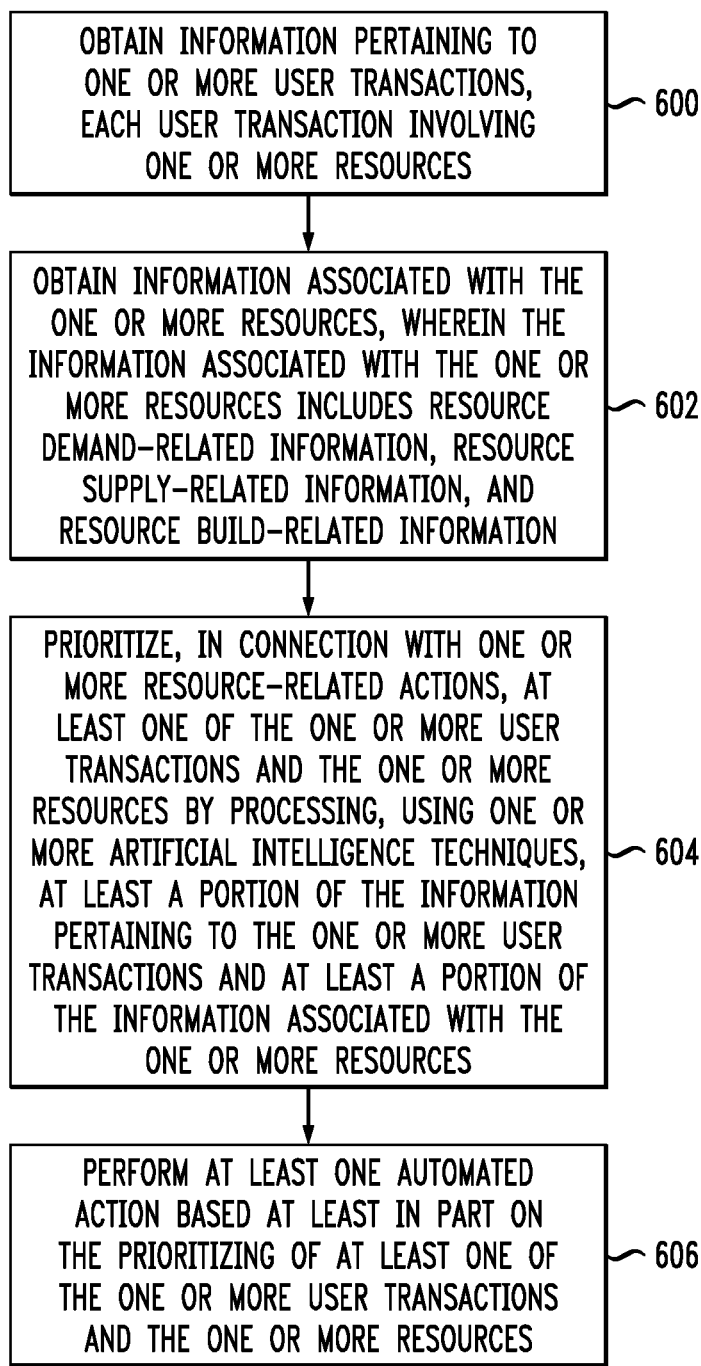 OBTAIN INFORMATION PERTAINING TO
ONE OR MORE USER TRANSACTIONS,
EACH USER TRANSACTION INVOLVING
ONE OR MORE RESOURCES
600
OBTAIN INFORMATION ASSOCIATED WITH THE
ONE OR MORE RESOURCES, WHEREIN THE
INFORMATION ASSOCIATED WITH THE ONE OR
MORE RESOURCES INCLUDES RESOURCE
DEMAND-RELATED INFORMATION, RESOURCE
SUPPLY-RELATED INFORMATION, AND
RESOURCE BUILD-RELATED INFORMATION
602
PRIORITIZE, IN CONNECTION WITH ONE OR
MORE RESOURCE-RELATED ACTIONS, AT
LEAST ONE OF THE ONE OR MORE USER
TRANSACTIONS AND THE ONE OR MORE
RESOURCES BY PROCESSING, USING ONE OR
MORE ARTIFICIAL INTELLIGENCE TECHNIQUES,
AT LEAST A PORTION OF THE INFORMATION
PERTAINING TO THE ONE OR MORE USER
TRANSACTIONS AND AT LEAST A PORTION OF
THE INFORMATION ASSOCIATED WITH THE
ONE OR MORE RESOURCES
604
PERFORM AT LEAST ONE AUTOMATED
ACTION BASED AT LEAST IN PART ON
THE PRIORITIZING OF AT LEAST ONE OF
THE ONE OR MORE USER TRANSACTIONS
AND THE ONE OR MORE RESOURCES
606